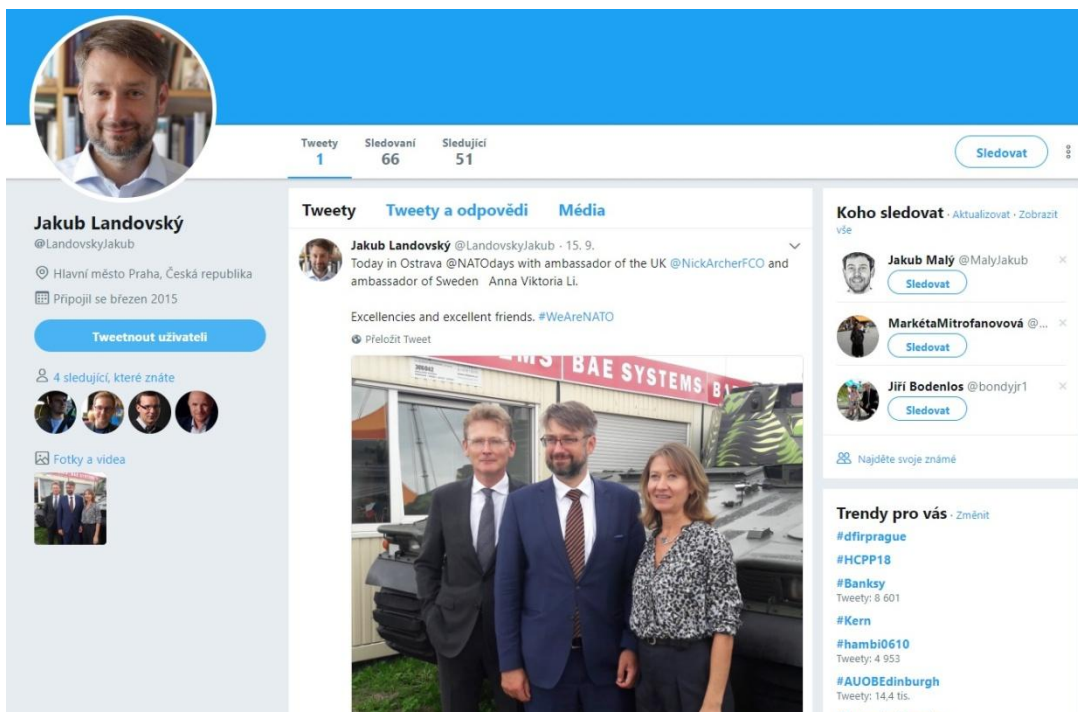 Tweety
1
Sledovaní
66
Sledující
51
Sledovat
Jakub Landovský
@LandovskyJakub
Hlavní město Praha, Česká republika
Připojil se březen 2015
Tweetnout uživateli
4 sledující, které znáte
Fotky a videa
Tweety Tweety a odpovědi Média
Jakub Landovský @LandovskyJakub · 15. 9.
Today in Ostrava @NATOdays with ambassador of the UK @NickArcherFCO and
ambassador of Sweden Anna Viktoria Li.
Excellencies and excellent friends. #WeAreNATO
Přeložit Tweet
BAE SYSTEMS
Koho sledovat · Aktualizovat · Zobrazit
vše
Jakub Malý @MalyJakub
Sledovat
MarkétaMitrofanovová @...
Sledovat
Jiří Bodenlos @bondyjr1
Sledovat
Najděte svoje známé
Trendy pro vás · Změnit
#dfirprague
#HCPP18
#Banksy
Tweety: 8 601
#Kern
#hambi0610
Tweety: 4 953
#AUOBEdinburgh
Tweety: 14,4 tis.